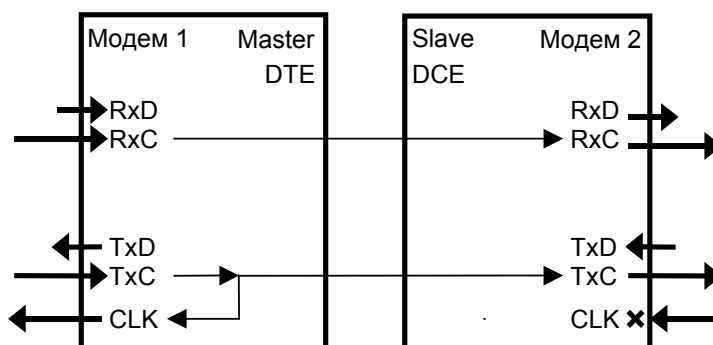 Модем 1 Master
DTE
RxD
RxC
TxD
TxC
CLK
Slave Модем 2
DCE
RxD
RxC
TxD
TxC
CLK